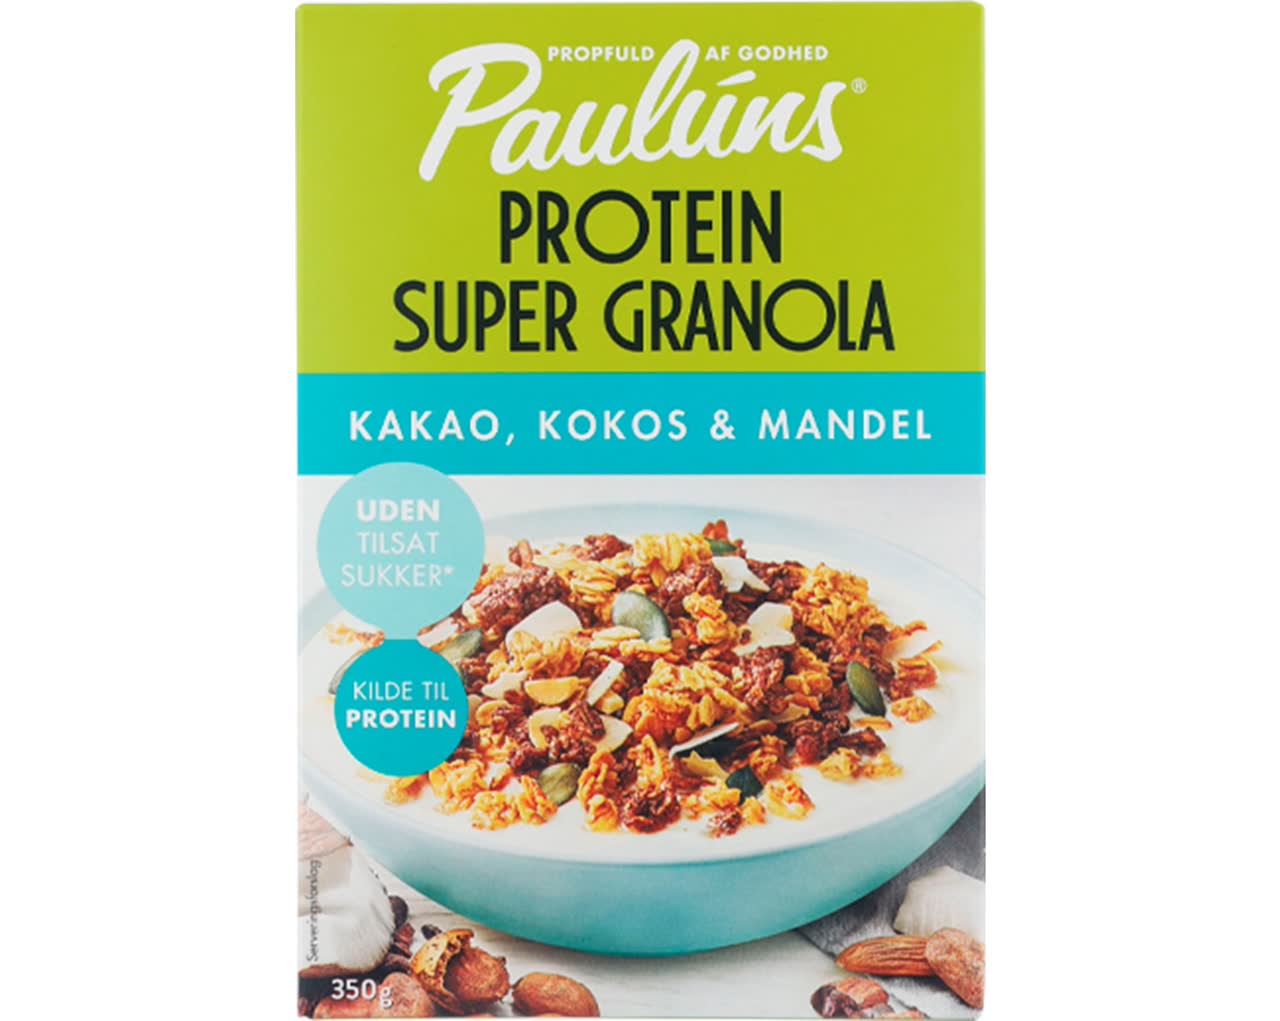 PROPFULD AF GODHED
Paulúns®
PROTEIN
SUPER GRANOLA
KAKAO, KOKOS & MANDEL
UDEN
TILSAT
SUKKER*
KILDE TIL
PROTEIN
Serveringsforslag
350g